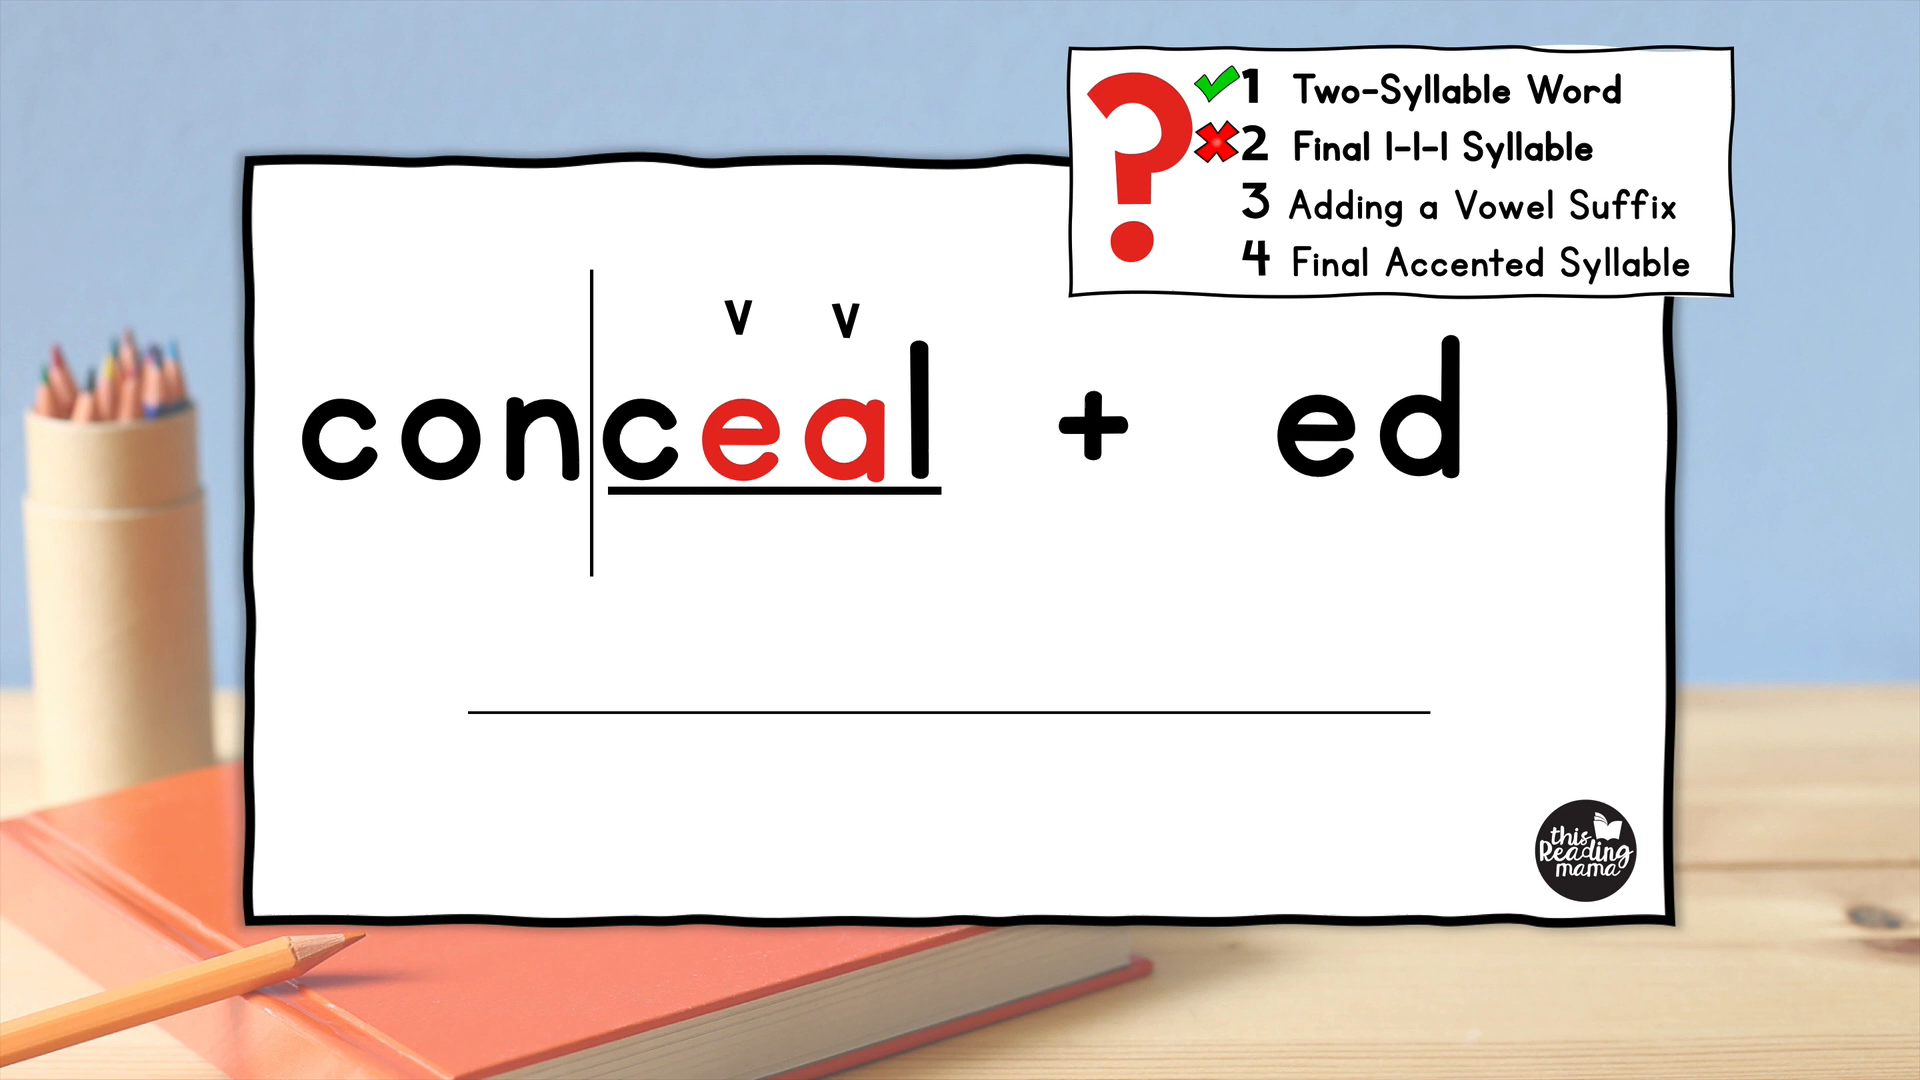 1 Two-Syllable Word
2 Final 1-1-1 Syllable
3 Adding a Vowel Suffix
4 Final Accented Syllable
?
v v
conceal + ed
this
Reading
mama